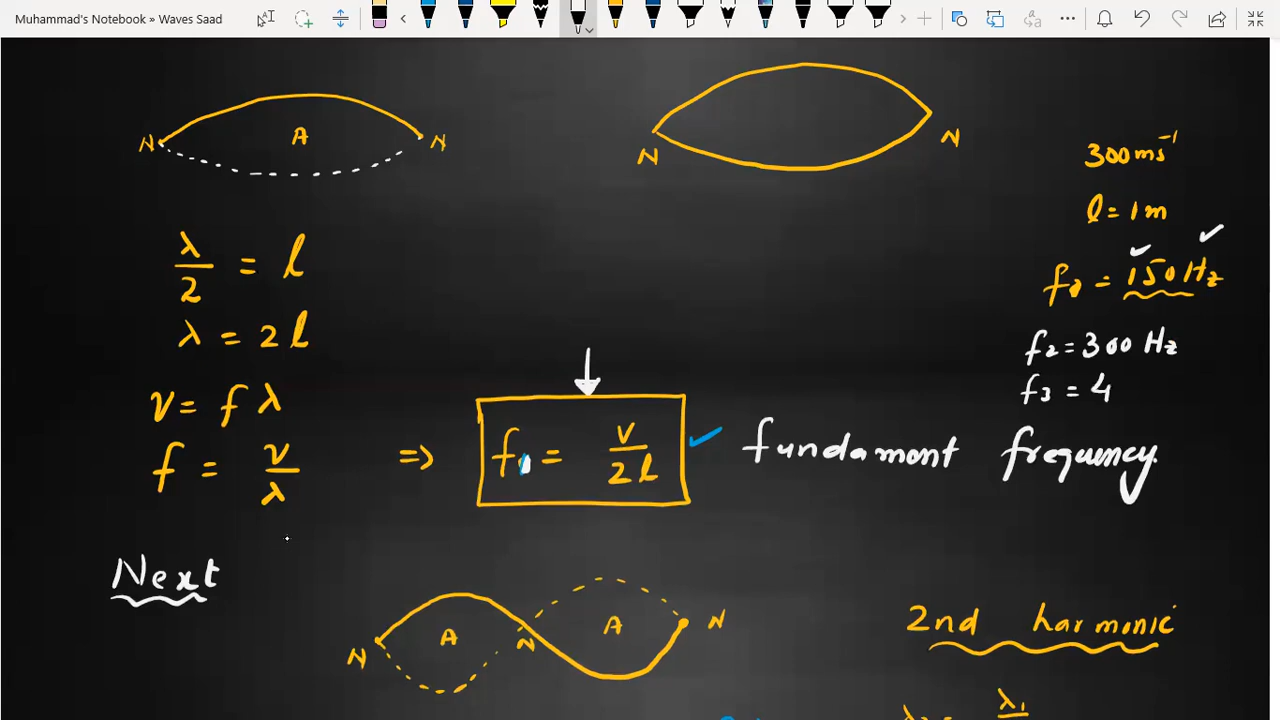 Muhammad's Notebook » Waves Saad
N A N
N N
300 ms⁻¹
l = 1 m
f₁ = 150 Hz
f₂ = 300 Hz
f₃ = 4
λ/2 = l
λ = 2l
v = fλ
f = v/λ => f₁ = v/2l fundamont frequency
Next
N A N A N
2nd harmonic